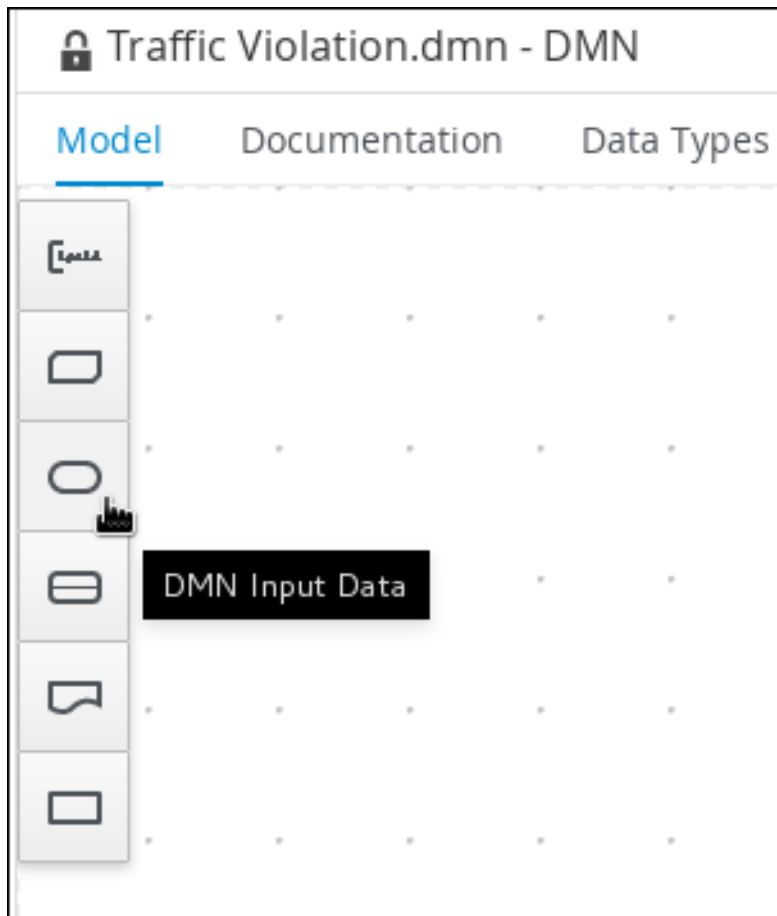 Traffic Violation.dmn - DMN
Model Documentation Data Types
DMN Input Data